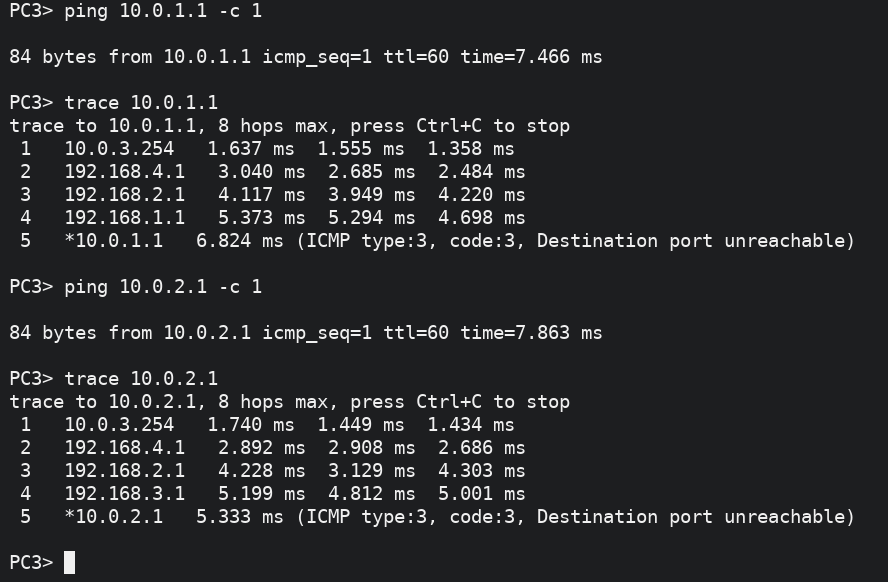 PC3> ping 10.0.1.1 -c 1
84 bytes from 10.0.1.1 icmp_seq=1 ttl=60 time=7.466 ms
PC3> trace 10.0.1.1
trace to 10.0.1.1, 8 hops max, press Ctrl+C to stop
 1   10.0.3.254   1.637 ms  1.555 ms  1.358 ms
 2   192.168.4.1   3.040 ms  2.685 ms  2.484 ms
 3   192.168.2.1   4.117 ms  3.949 ms  4.220 ms
 4   192.168.1.1   5.373 ms  5.294 ms  4.698 ms
 5   *10.0.1.1   6.824 ms (ICMP type:3, code:3, Destination port unreachable)
PC3> ping 10.0.2.1 -c 1
84 bytes from 10.0.2.1 icmp_seq=1 ttl=60 time=7.863 ms
PC3> trace 10.0.2.1
trace to 10.0.2.1, 8 hops max, press Ctrl+C to stop
 1   10.0.3.254   1.740 ms  1.449 ms  1.434 ms
 2   192.168.4.1   2.892 ms  2.908 ms  2.686 ms
 3   192.168.2.1   4.228 ms  3.129 ms  4.303 ms
 4   192.168.3.1   5.199 ms  4.812 ms  5.001 ms
 5   *10.0.2.1   5.333 ms (ICMP type:3, code:3, Destination port unreachable)
PC3>